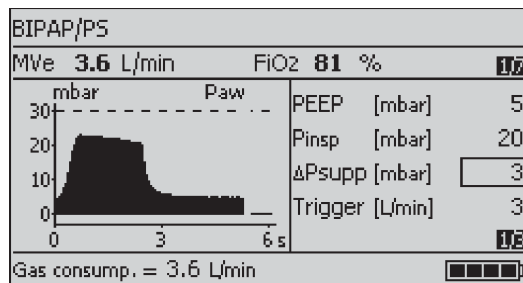 BIPAP/PS
MVe 3.6 L/min FiO2 81 %
mbar Paw
30
20
10
0
0 3 6 s
PEEP [mbar] 5
Pinsp [mbar] 20
ΔPsupp [mbar] 3
Trigger [L/min] 3
Gas consump. = 3.6 L/min